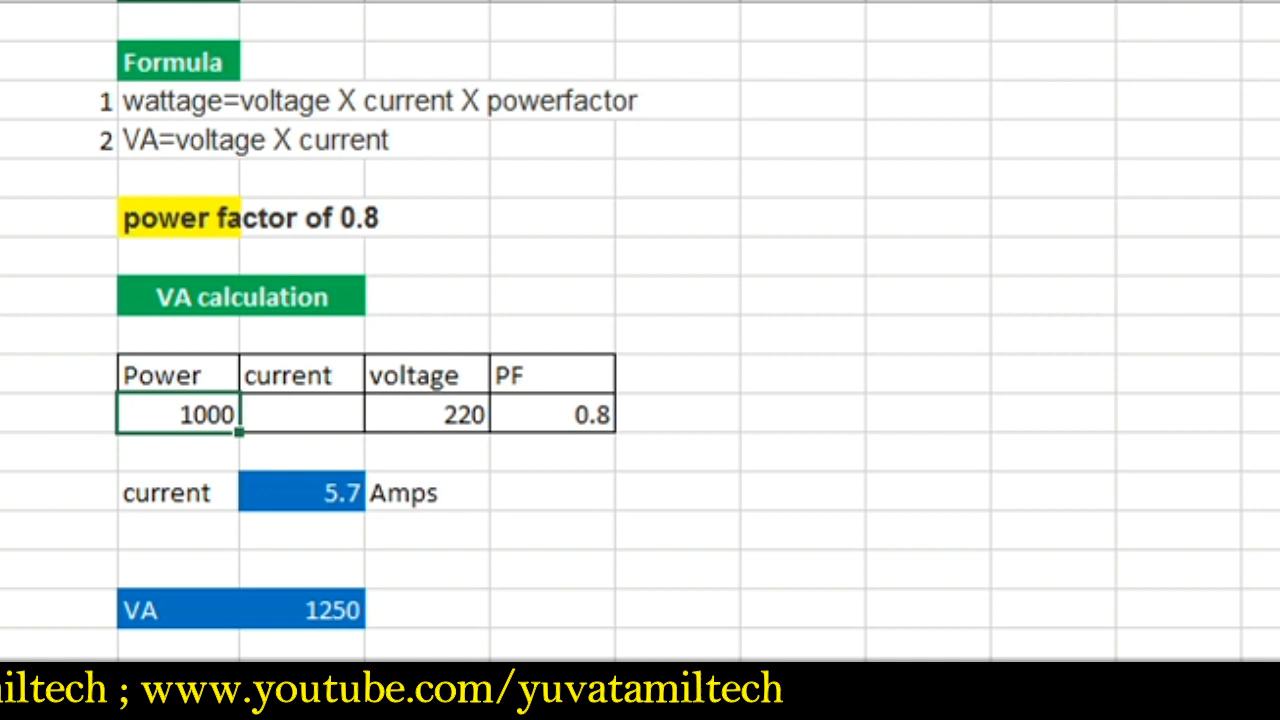 Formula
1 wattage=voltage X current X powerfactor
2 VA=voltage X current
power factor of 0.8
VA calculation
Power current voltage PF
1000 220 0.8
current 5.7 Amps
VA 1250
iltech ; www.youtube.com/yuvatamiltech